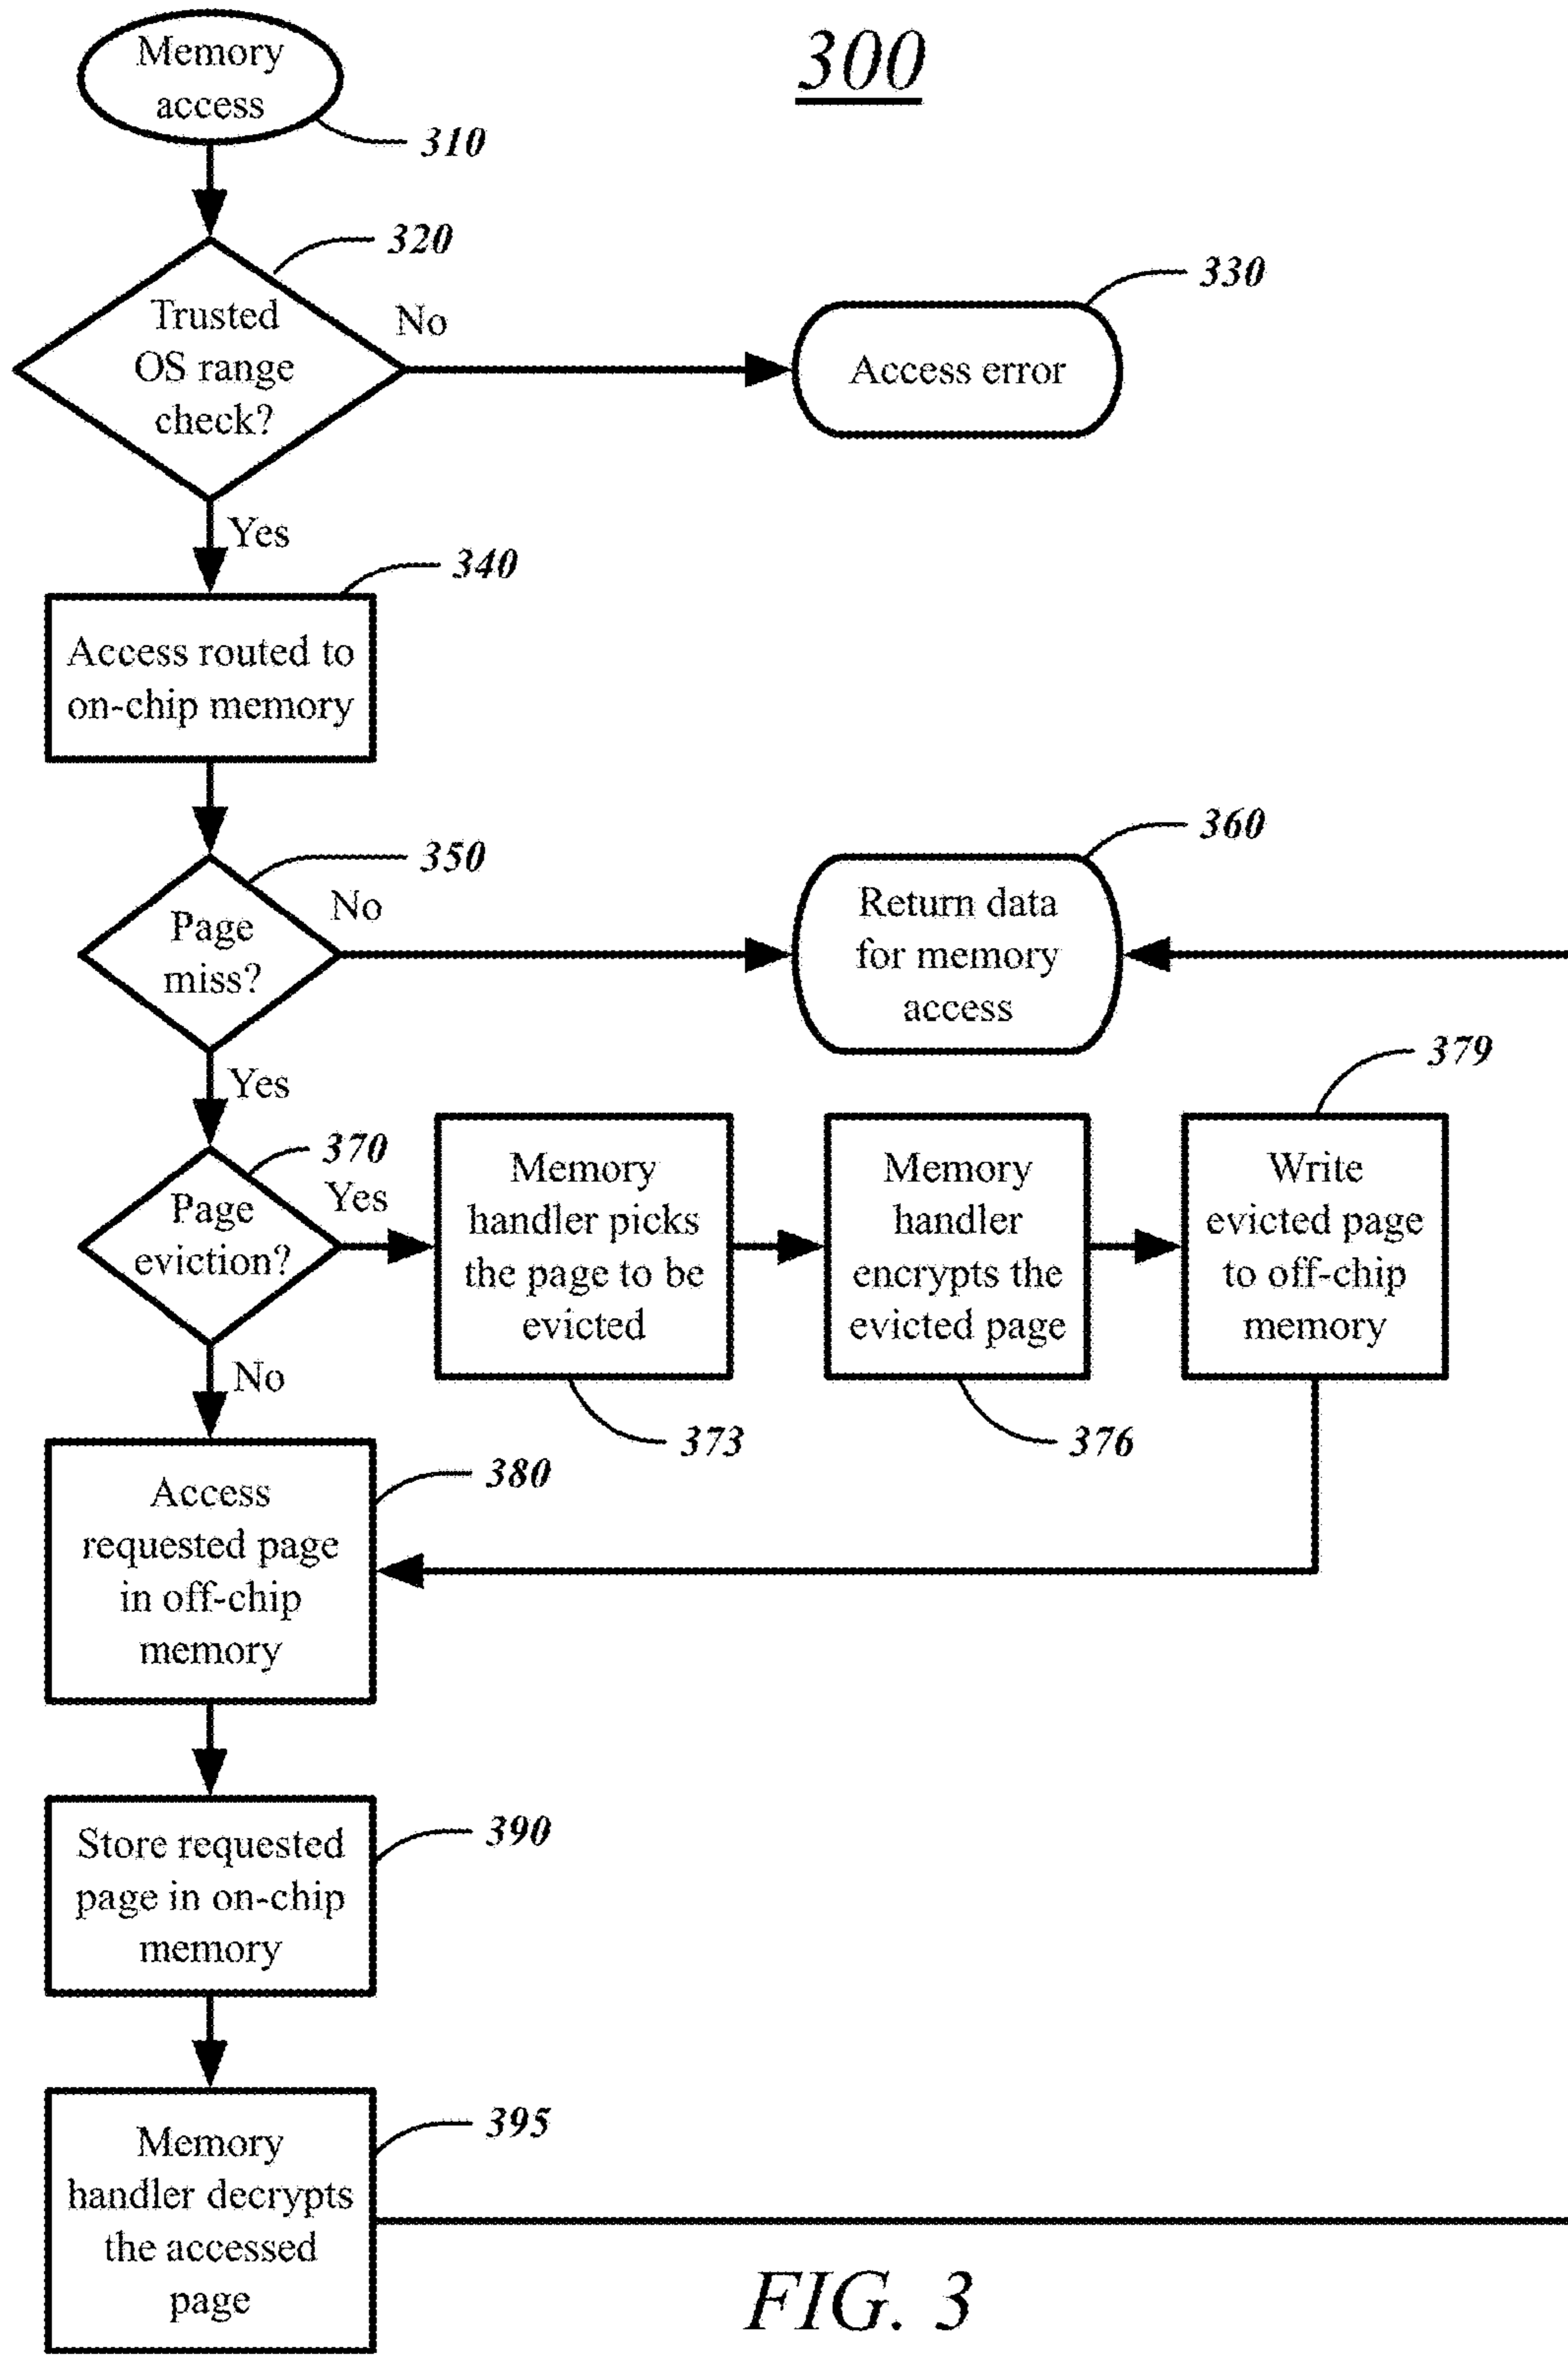 300
Memory
access
310
320
Trusted
OS range
check?
No
330
Access error
Yes
340
Access routed to
on-chip memory
350
Page
miss?
No
360
Return data
for memory
access
Yes
370
Page
eviction?
Yes
Memory
handler picks
the page to be
evicted
373
Memory
handler
encrypts the
evicted page
376
379
Write
evicted page
to off-chip
memory
No
380
Access
requested page
in off-chip
memory
390
Store requested
page in on-chip
memory
395
Memory
handler decrypts
the accessed
page
FIG. 3